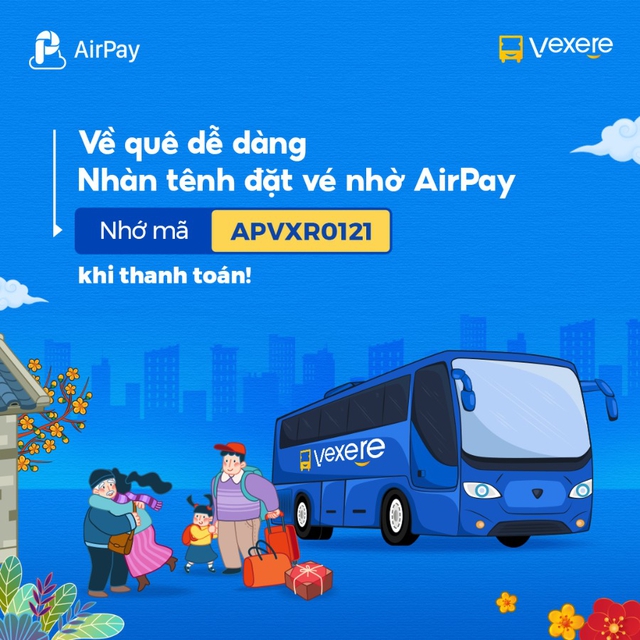 AirPay
Vexere
Về quê dễ dàng
Nhàn tênh đặt vé nhờ AirPay
Nhớ mã APVXR0121
khi thanh toán!
Vexere